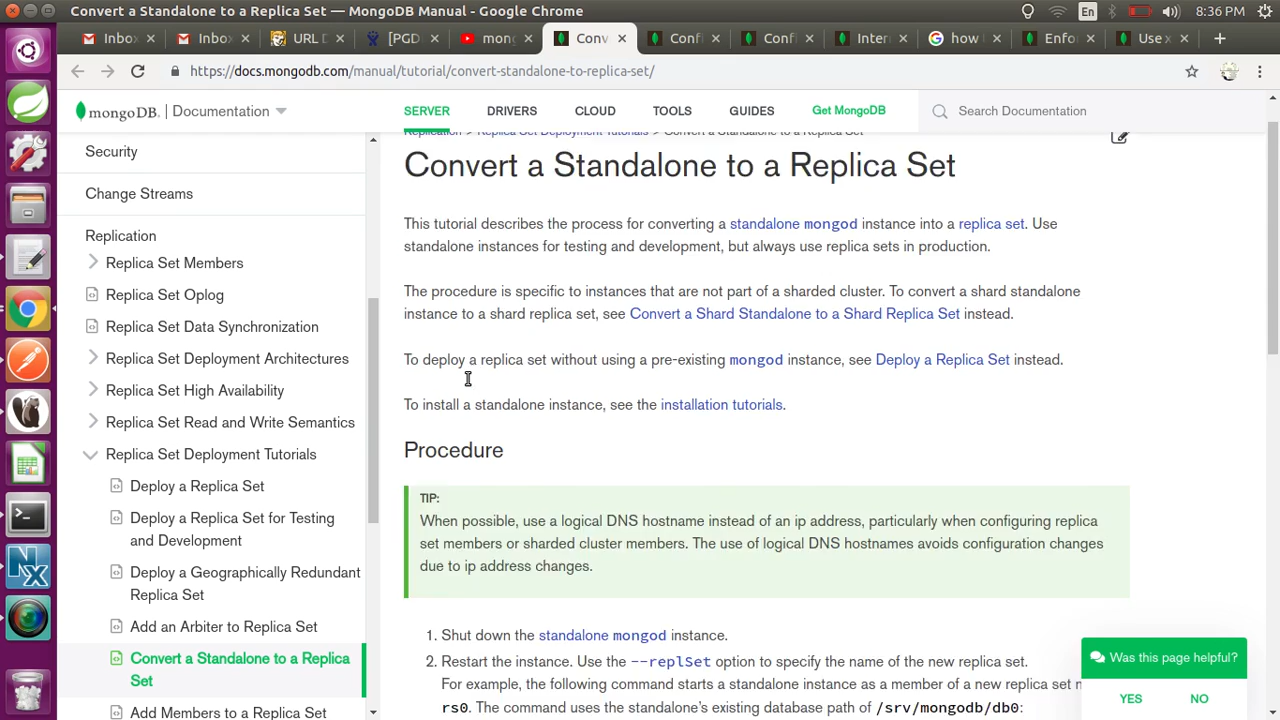 Convert a Standalone to a Replica Set — MongoDB Manual - Google Chrome
En
8:36 PM
Inbo
Inbo
URL D
[PGD
mong
Conv
Confi
Confi
Inter
how
Enfo
Use x
https://docs.mongodb.com/manual/tutorial/convert-standalone-to-replica-set/
mongoDB. Documentation
SERVER
DRIVERS
CLOUD
TOOLS
GUIDES
Get MongoDB
Search Documentation
Security
Change Streams
Replication
Replica Set Members
Replica Set Oplog
Replica Set Data Synchronization
Replica Set Deployment Architectures
Replica Set High Availability
Replica Set Read and Write Semantics
Replica Set Deployment Tutorials
Deploy a Replica Set
Deploy a Replica Set for Testing
and Development
Deploy a Geographically Redundant
Replica Set
Add an Arbiter to Replica Set
Convert a Standalone to a Replica
Set
Add Members to a Replica Set
Replication > Replica Set Deployment Tutorials > Convert a Standalone to a Replica Set
Convert a Standalone to a Replica Set
This tutorial describes the process for converting a standalone mongod instance into a replica set. Use
standalone instances for testing and development, but always use replica sets in production.
The procedure is specific to instances that are not part of a sharded cluster. To convert a shard standalone
instance to a shard replica set, see Convert a Shard Standalone to a Shard Replica Set instead.
To deploy a replica set without using a pre-existing mongod instance, see Deploy a Replica Set instead.
To install a standalone instance, see the installation tutorials.
Procedure
TIP:
When possible, use a logical DNS hostname instead of an ip address, particularly when configuring replica
set members or sharded cluster members. The use of logical DNS hostnames avoids configuration changes
due to ip address changes.
1. Shut down the standalone mongod instance.
2. Restart the instance. Use the --replSet option to specify the name of the new replica set.
For example, the following command starts a standalone instance as a member of a new replica set
rs0. The command uses the standalone's existing database path of /srv/mongodb/db0:
Was this page helpful?
YES
NO